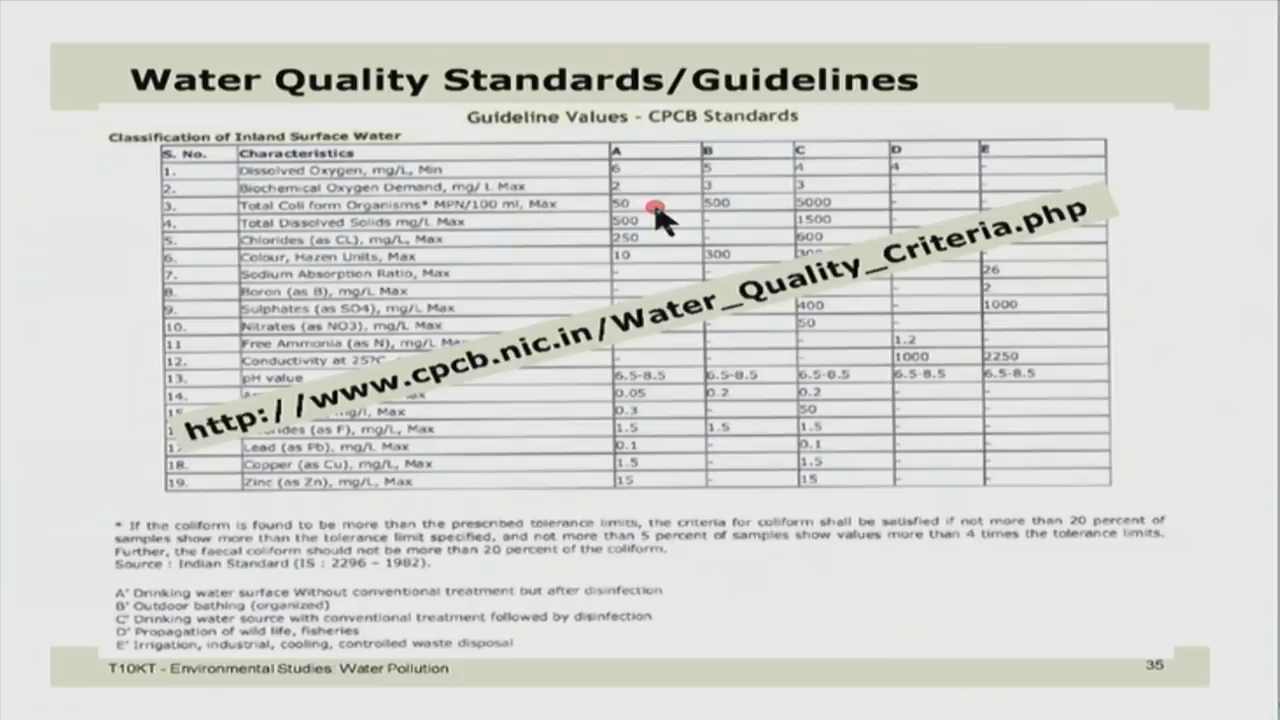 Water Quality Standards/Guidelines
Guideline Values - CPCB Standards
Classification of Inland Surface Water
S. No. Characteristics A B C D E
1. Dissolved Oxygen, mg/L, Min 6 5 4 4 -
2. Biochemical Oxygen Demand, mg/ L Max 2 3 3 - -
3. Total Coli form Organisms* MPN/100 ml, Max 50 500 5000 -
4. Total Dissolved Solids mg/L Max 500 - 1500
5. Chlorides (as CL), mg/L, Max 250 - 600
6. Colour, Hazen Units, Max 10 300
7. Sodium Absorption Ratio, Max - - 26
8. Boron (as B), mg/L Max - 2
9. Sulphates (as SO4), mg/L Max 400 - 1000
10. Nitrates (as NO3), mg/L Max 50 - -
11 Free Ammonia (as N), mg/L - - 1.2 -
12. Conductivity at 25?C - - - 1000 2250
13. pH value 6.5-8.5 6.5-8.5 6.5-8.5 6.5-8.5 6.5-8.5
14. 0.05 0.2 0.2 - -
Max 0.3 - 50 - -
(as F), mg/L, Max 1.5 1.5 1.5 - -
Lead (as Pb), mg/L Max 0.1 - 0.1 - -
18. Copper (as Cu), mg/L, Max 1.5 - 1.5 - -
19. Zinc (as Zn), mg/L, Max 15 - 15 - -
http://www.cpcb.nic.in/Water_Quality_Criteria.php
* If the coliform is found to be more than the prescribed tolerance limits, the criteria for coliform shall be satisfied if not more than 20 percent of
samples show more than the tolerance limit specified, and not more than 5 percent of samples show values more than 4 times the tolerance limits.
Further, the faecal coliform should not be more than 20 percent of the coliform.
Source : Indian Standard (IS : 2296 – 1982).
A' Drinking water surface Without conventional treatment but after disinfection
B' Outdoor bathing (organized)
C' Drinking water source with conventional treatment followed by disinfection
D' Propagation of wild life, fisheries
E' Irrigation, industrial, cooling, controlled waste disposal
T10KT - Environmental Studies: Water Pollution 35